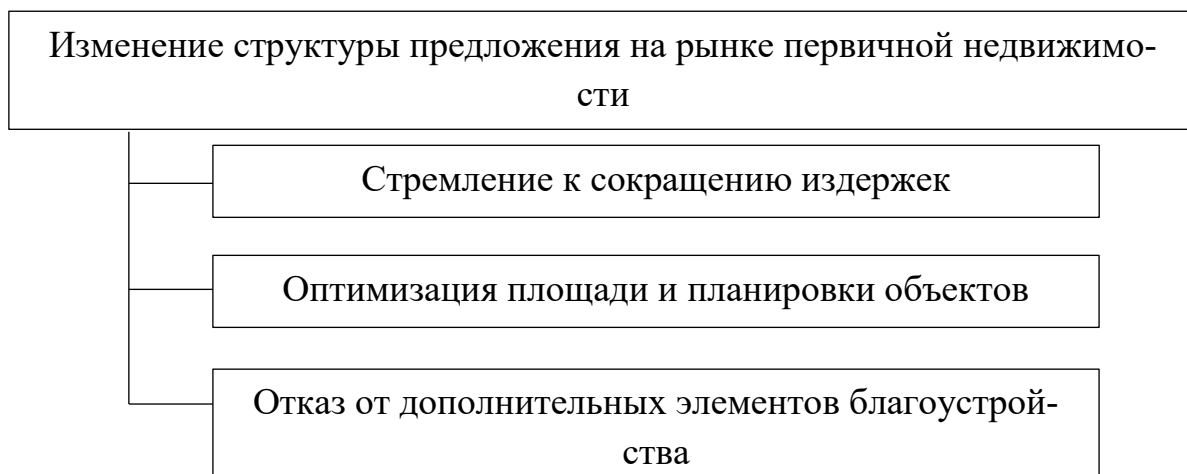 Изменение структуры предложения на рынке первичной недвижимо-
сти
Стремление к сокращению издержек
Оптимизация площади и планировки объектов
Отказ от дополнительных элементов благоустрой-
ства